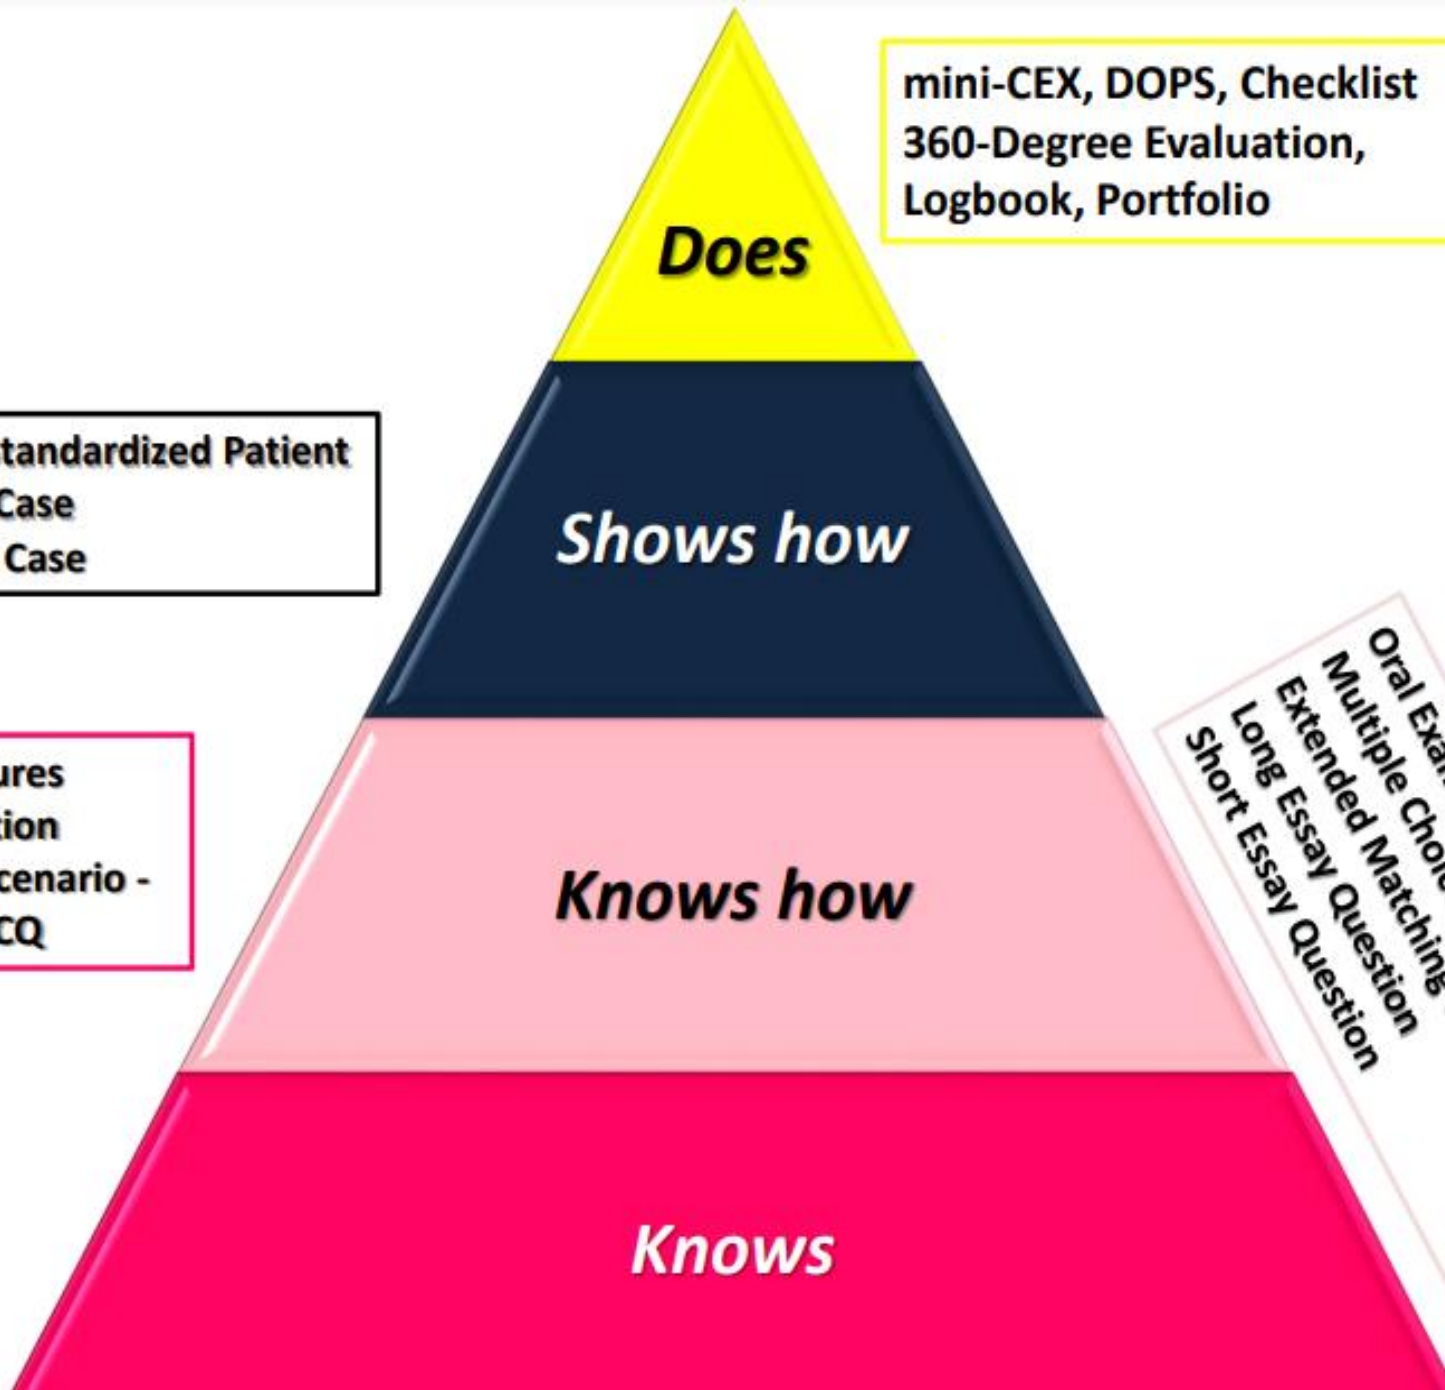 mini-CEX, DOPS, Checklist
360-Degree Evaluation,
Logbook, Portfolio
Does
tandardized Patient
Case
Case
Shows how
ures
tion
cenario -
CQ
Knows how
Oral Exam
Multiple Choi
Extended Matching
Long Essay Question
Short Essay Question
Knows